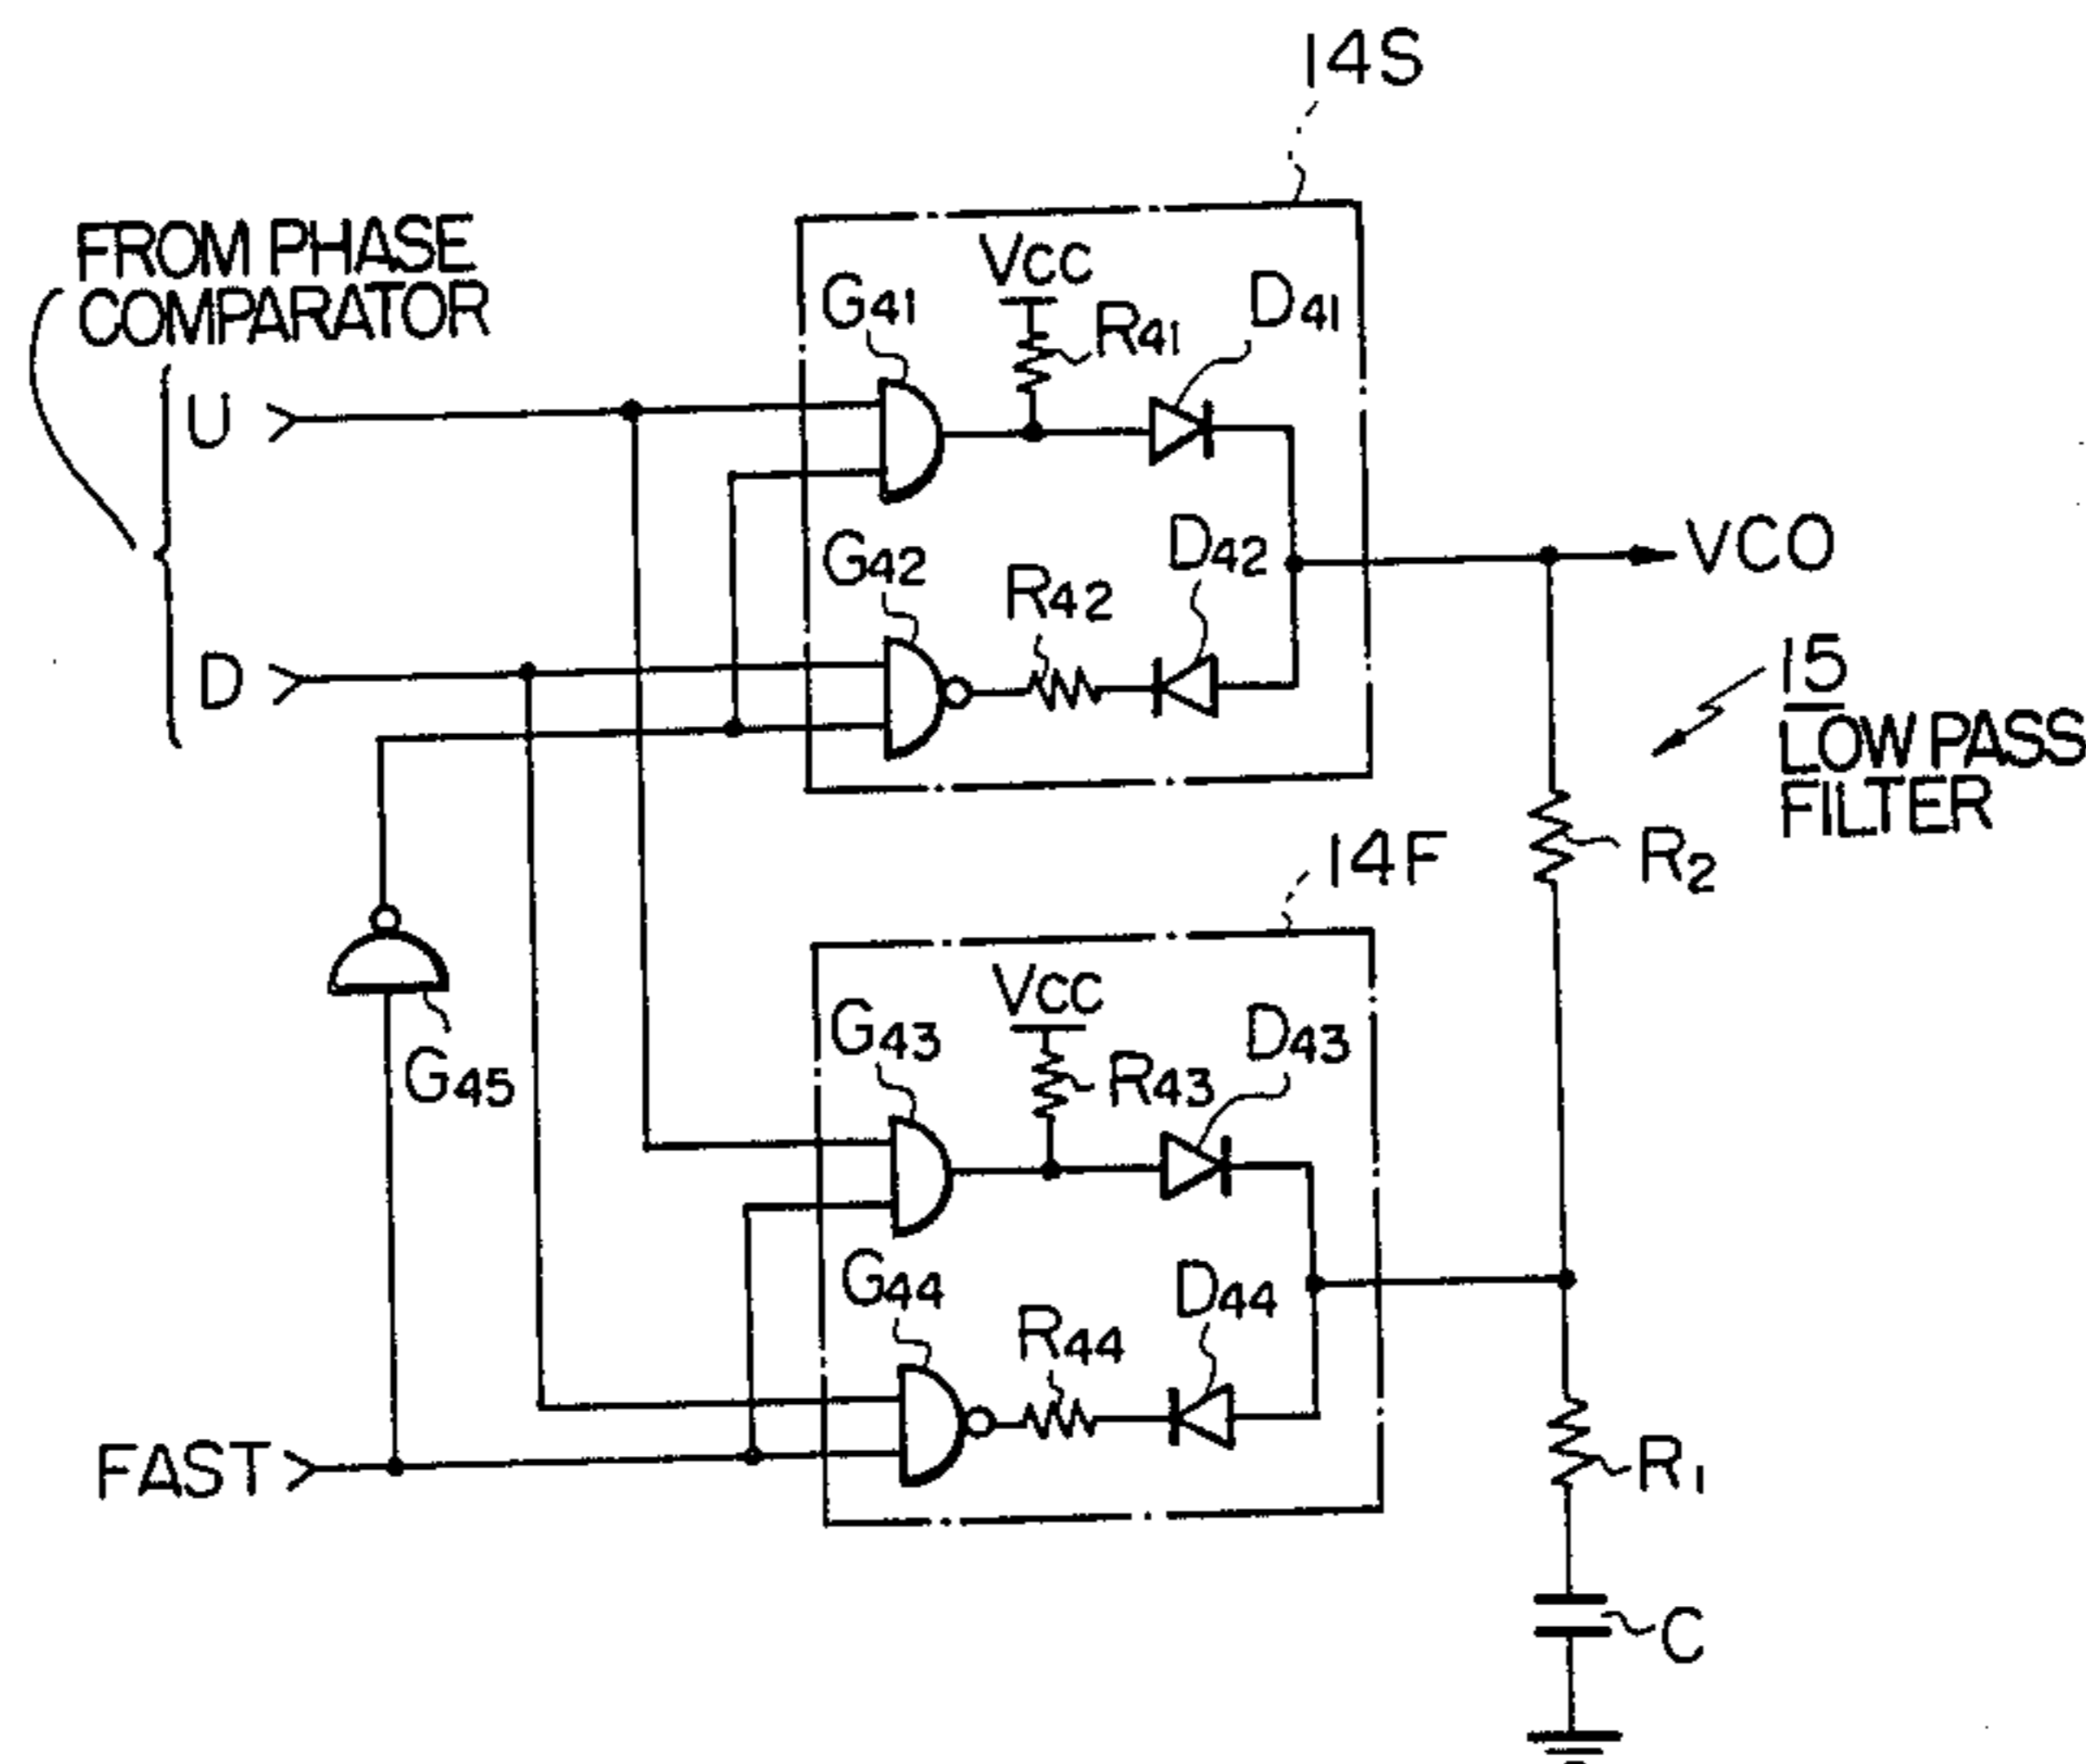 14S
FROM PHASE
COMPARATOR
Vcc
G41
R41
D41
U
G42
R42
D42
VCO
D
15
LOW PASS
FILTER
R2
14F
Vcc
G43
R43
D43
G45
G44
R44
D44
FAST
R1
C